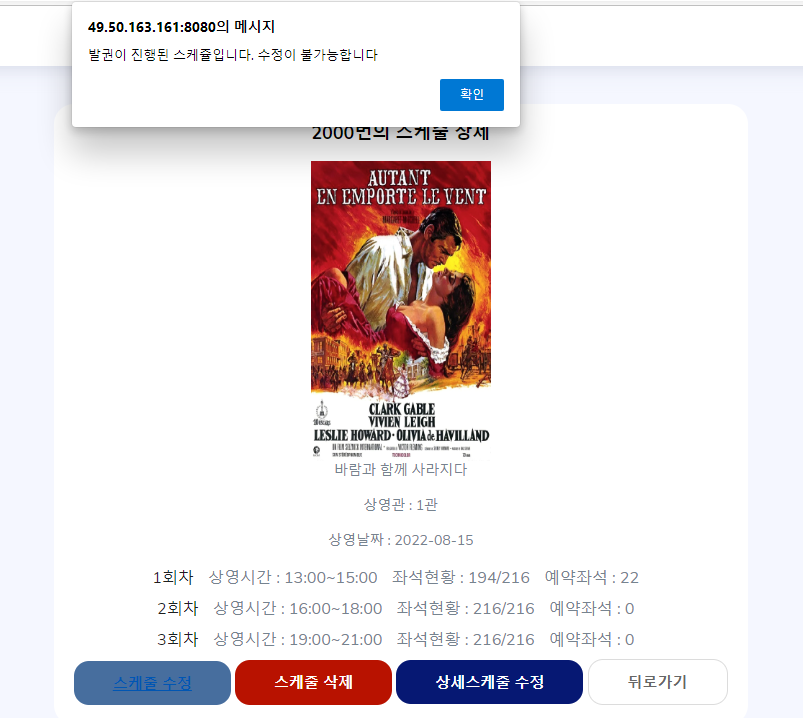 49.50.163.161:8080의 메시지
발권이 진행된 스케쥴입니다. 수정이 불가능합니다
확인
2000번의 스케줄 상세
AUTANT
EN EMPORTE LE VENT
CLARK GABLE
VIVIEN LEIGH
LESLIE HOWARD · OLIVIA de HAVILLAND
바람과 함께 사라지다
상영관 : 1관
상영날짜 : 2022-08-15
1회차 상영시간 : 13:00~15:00 좌석현황 : 194/216 예약좌석 : 22
2회차 상영시간 : 16:00~18:00 좌석현황 : 216/216 예약좌석 : 0
3회차 상영시간 : 19:00~21:00 좌석현황 : 216/216 예약좌석 : 0
스케줄 수정 스케줄 삭제 상세스케줄 수정 뒤로가기